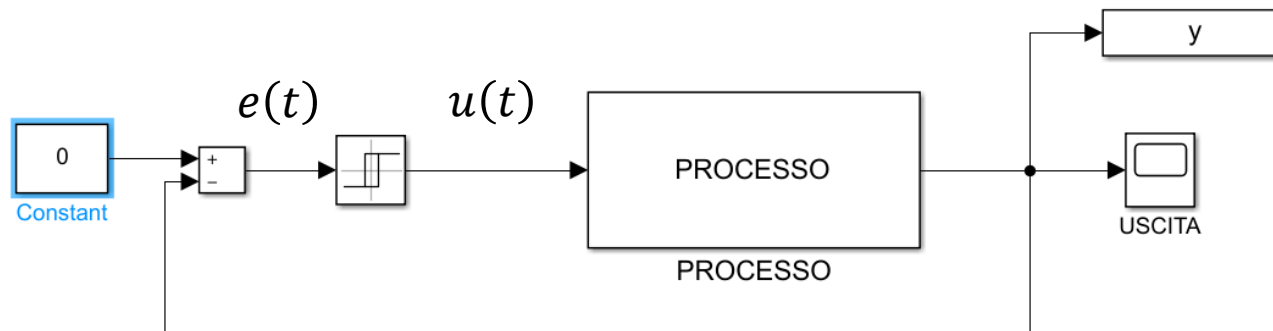 y
e(t)
u(t)
0
+
−
PROCESSO
Constant
USCITA
PROCESSO